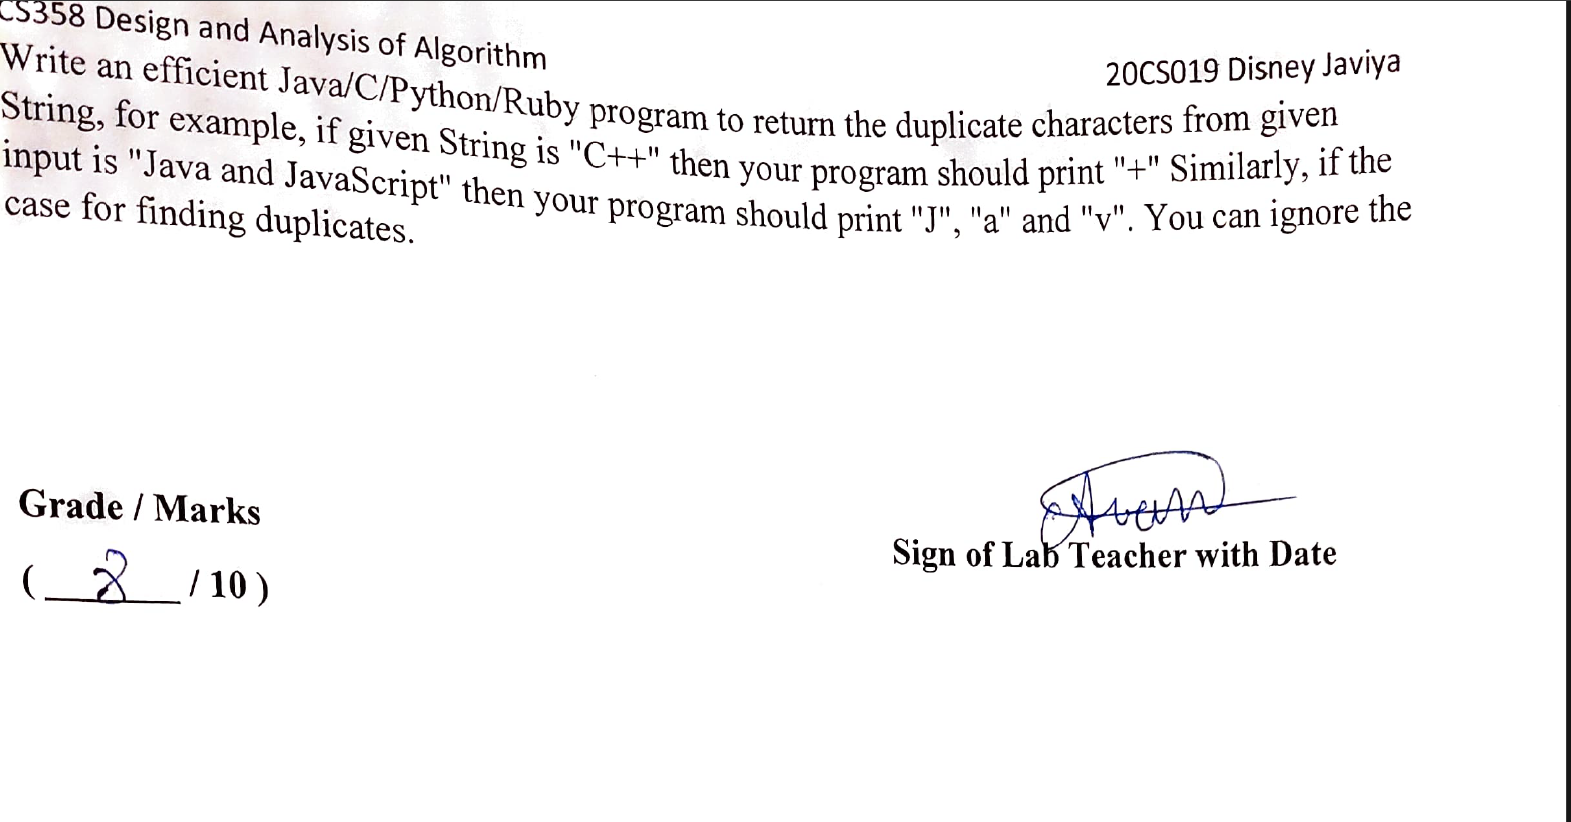 CS358 Design and Analysis of Algorithm
20CS019 Disney Javiya
Write an efficient Java/C/Python/Ruby program to return the duplicate characters from given
String, for example, if given String is "C++" then your program should print "+" Similarly, if the
input is "Java and JavaScript" then your program should print "J", "a" and "v". You can ignore the
case for finding duplicates.
Grade / Marks
Sign of Lab Teacher with Date
( / 10 )